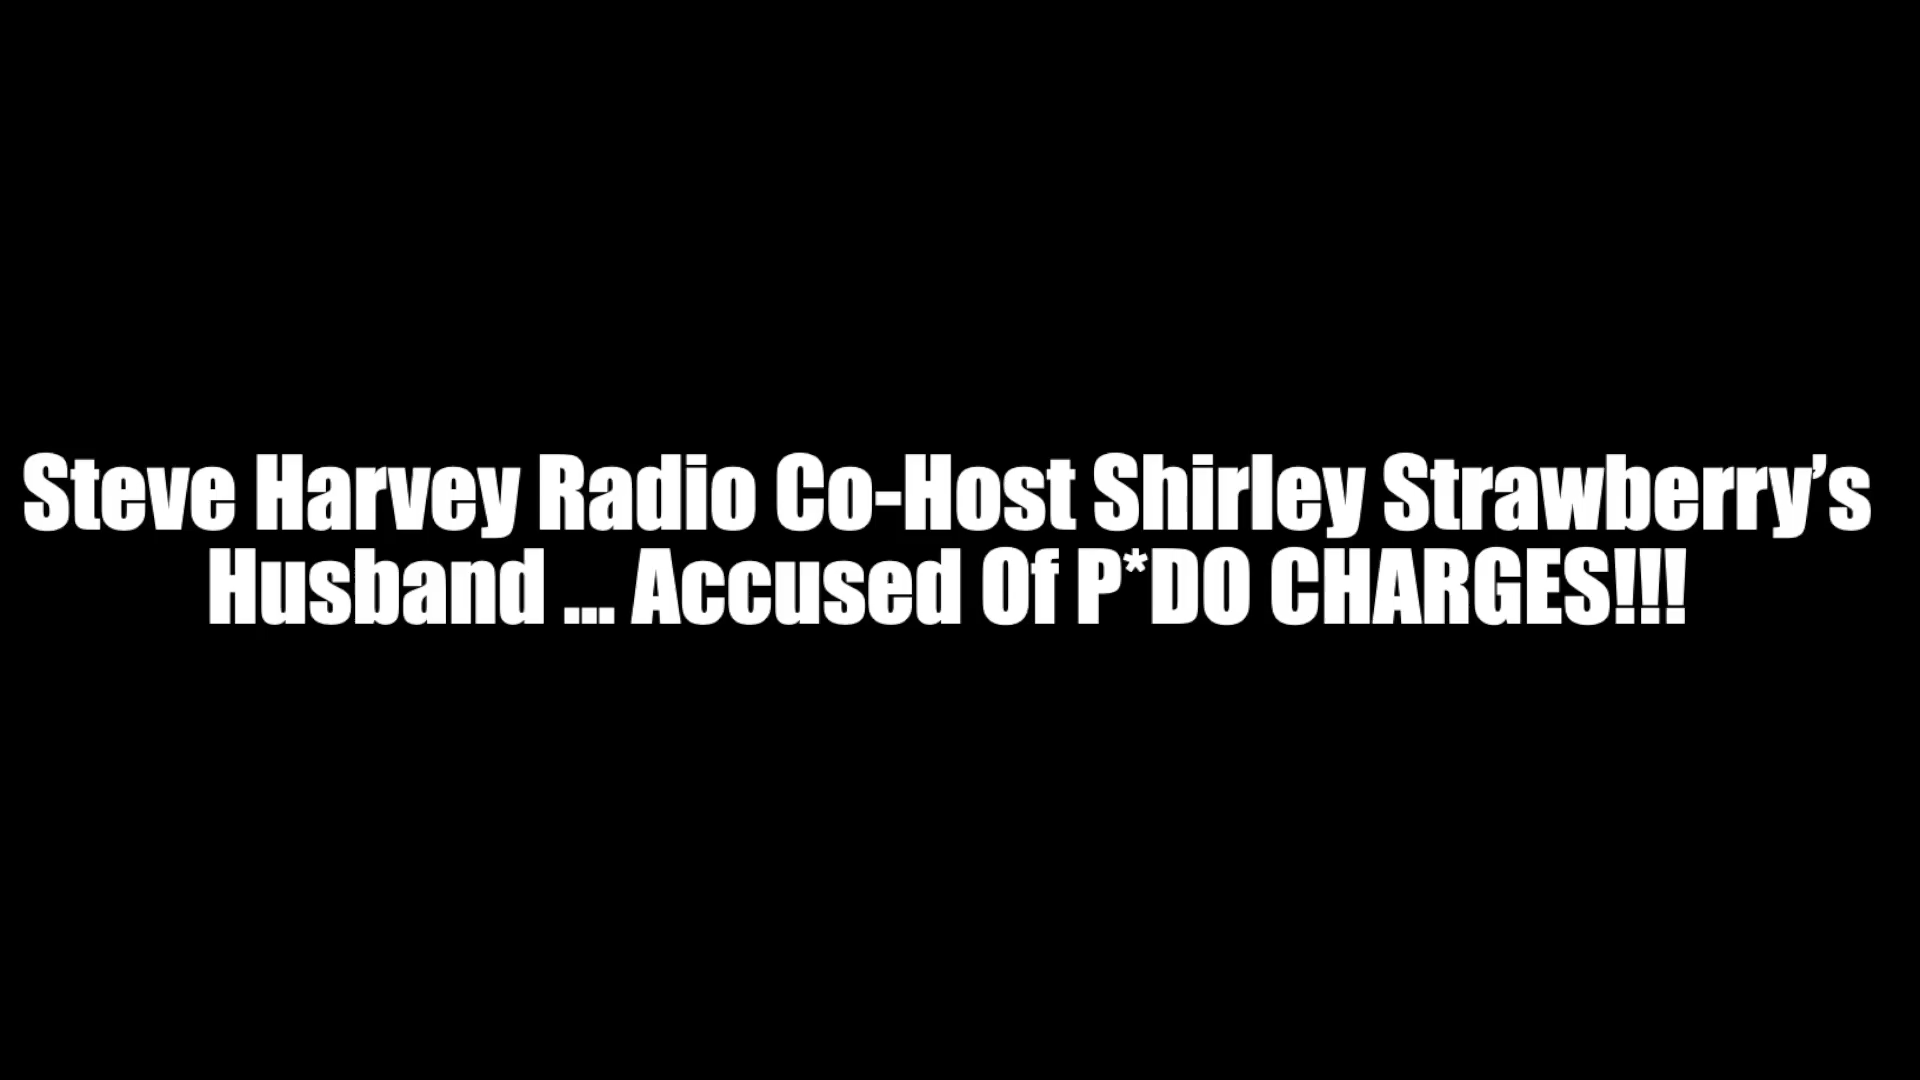 Steve Harvey Radio Co-Host Shirley Strawberry’s
Husband ... Accused Of P*DO CHARGES!!!